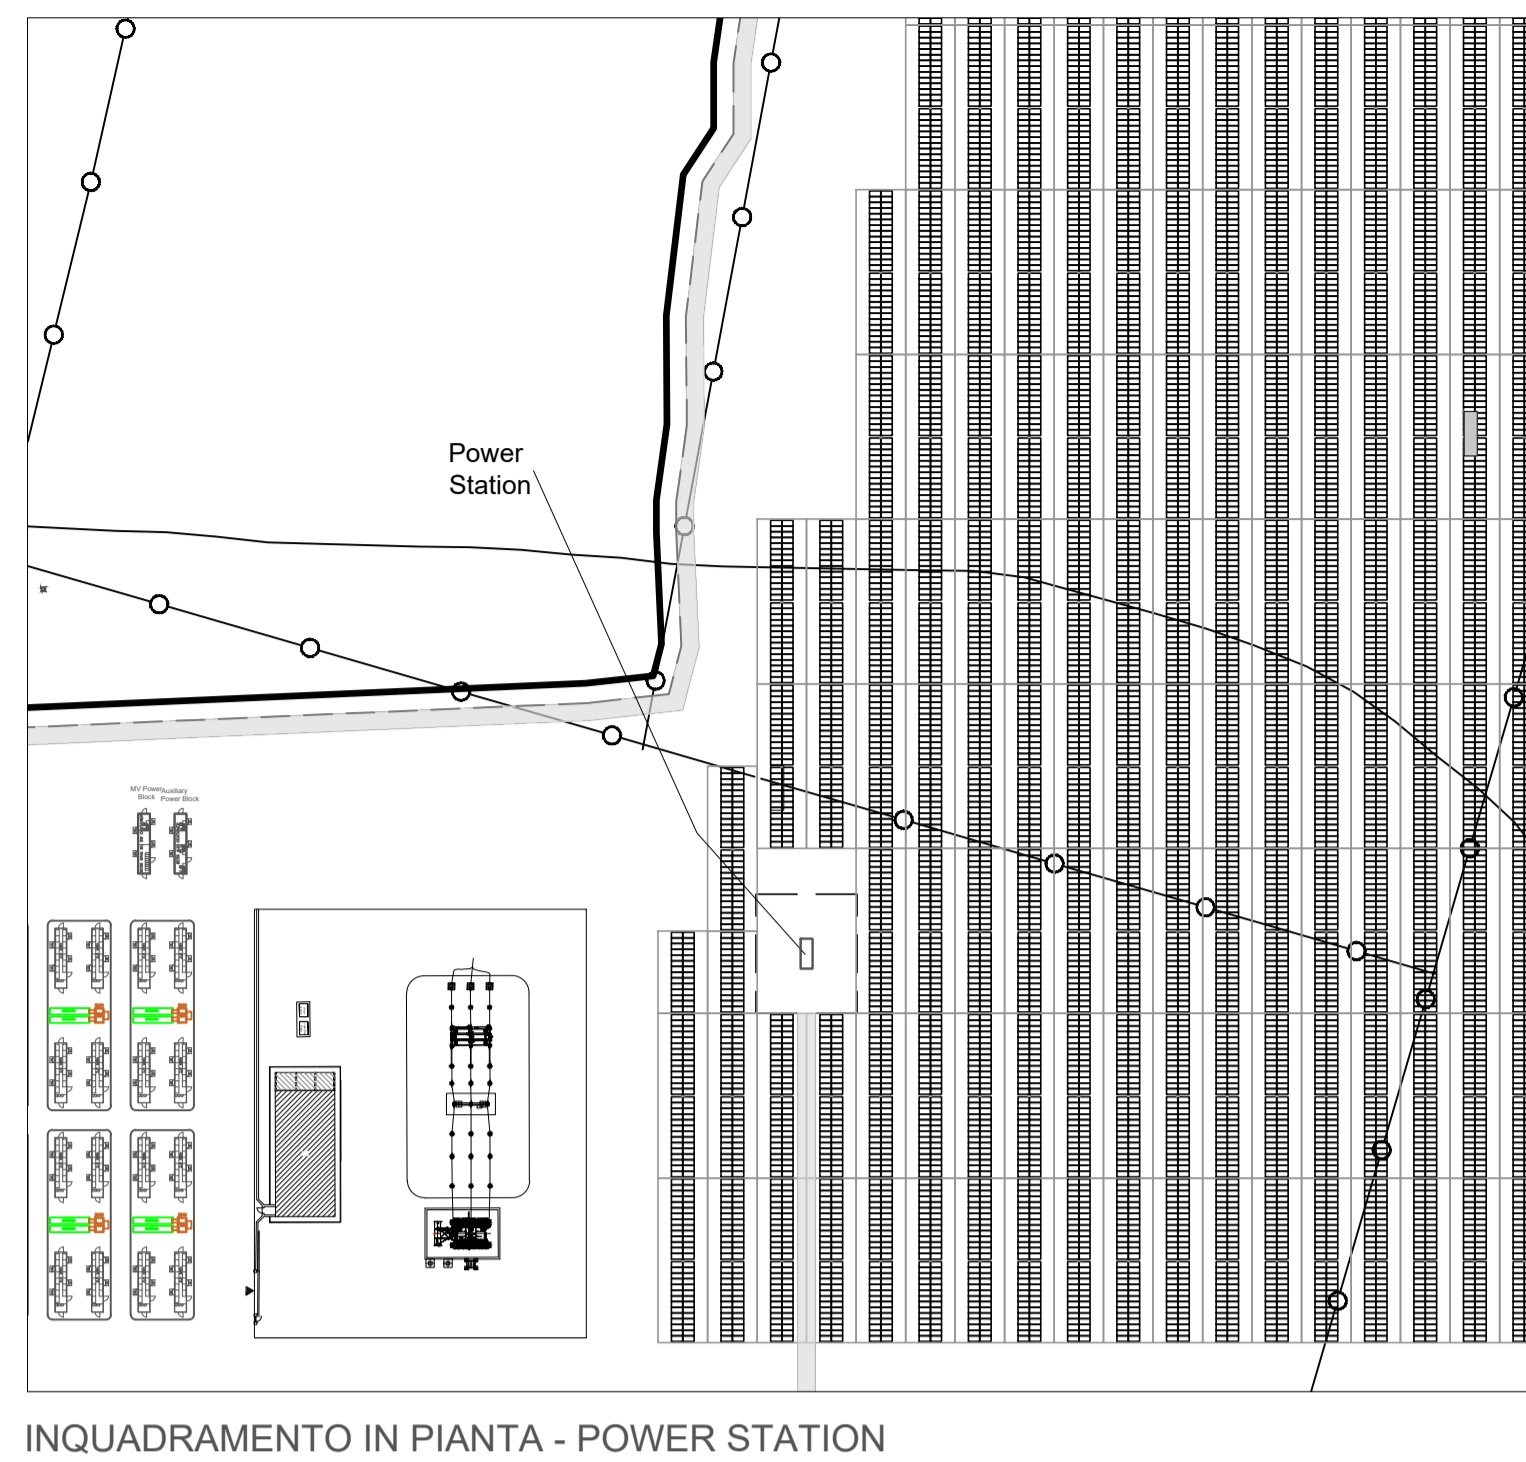 Power
Station
MV Power
Block
Auxiliary
Power Block
INQUADRAMENTO IN PIANTA - POWER STATION